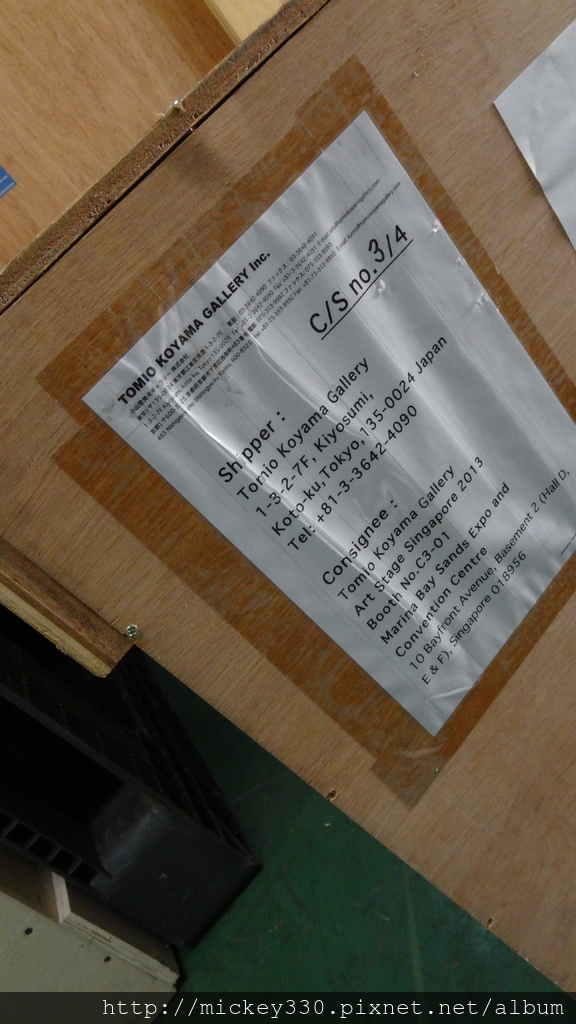 TOMIO KOYAMA GALLERY Inc.
C/S no.3/4
Shipper :
Tomio Koyama Gallery
1-3-2-7F, Kiyosumi,
Koto-ku,Tokyo,135-0024 Japan
Tel: +81-3-3642-4090
Consignee :
Tomio Koyama Gallery
Art Stage Singapore 2013
Booth No.C3-01
Marina Bay Sands Expo and
Convention Centre
10 Bayfront Avenue, Basement 2 (Hall D,
E & F), Singapore 018956
http://mickey330.pixnet.net/album